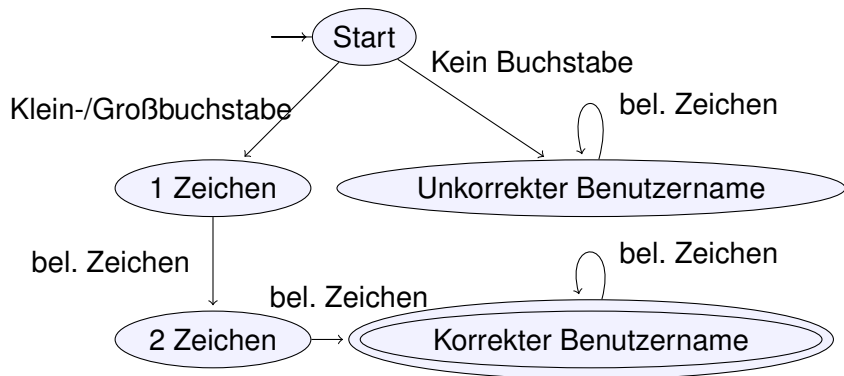 Start
Kein Buchstabe
Klein-/Großbuchstabe
bel. Zeichen
1 Zeichen
Unkorrekter Benutzername
bel. Zeichen
bel. Zeichen
bel. Zeichen
2 Zeichen
Korrekter Benutzername